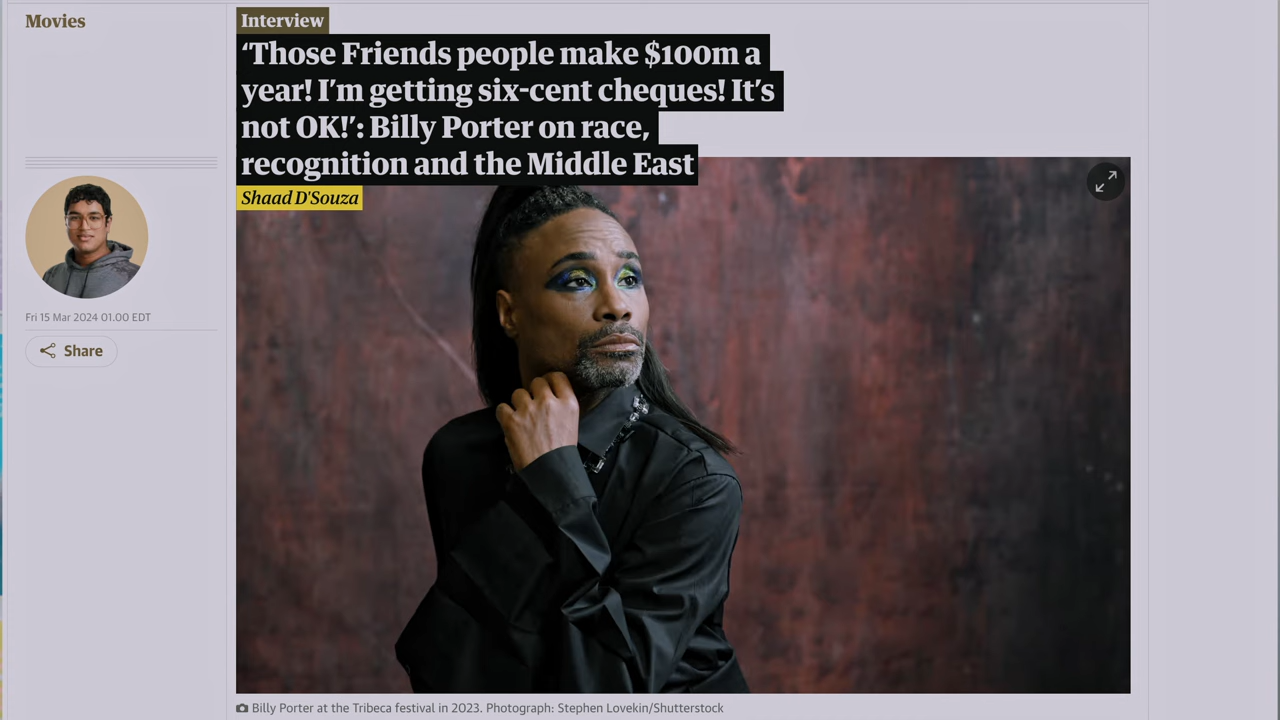 Movies
Interview
‘Those Friends people make $100m a
year! I’m getting six-cent cheques! It’s
not OK!’: Billy Porter on race,
recognition and the Middle East
Shaad D'Souza
Fri 15 Mar 2024 01.00 EDT
Share
Billy Porter at the Tribeca festival in 2023. Photograph: Stephen Lovekin/Shutterstock